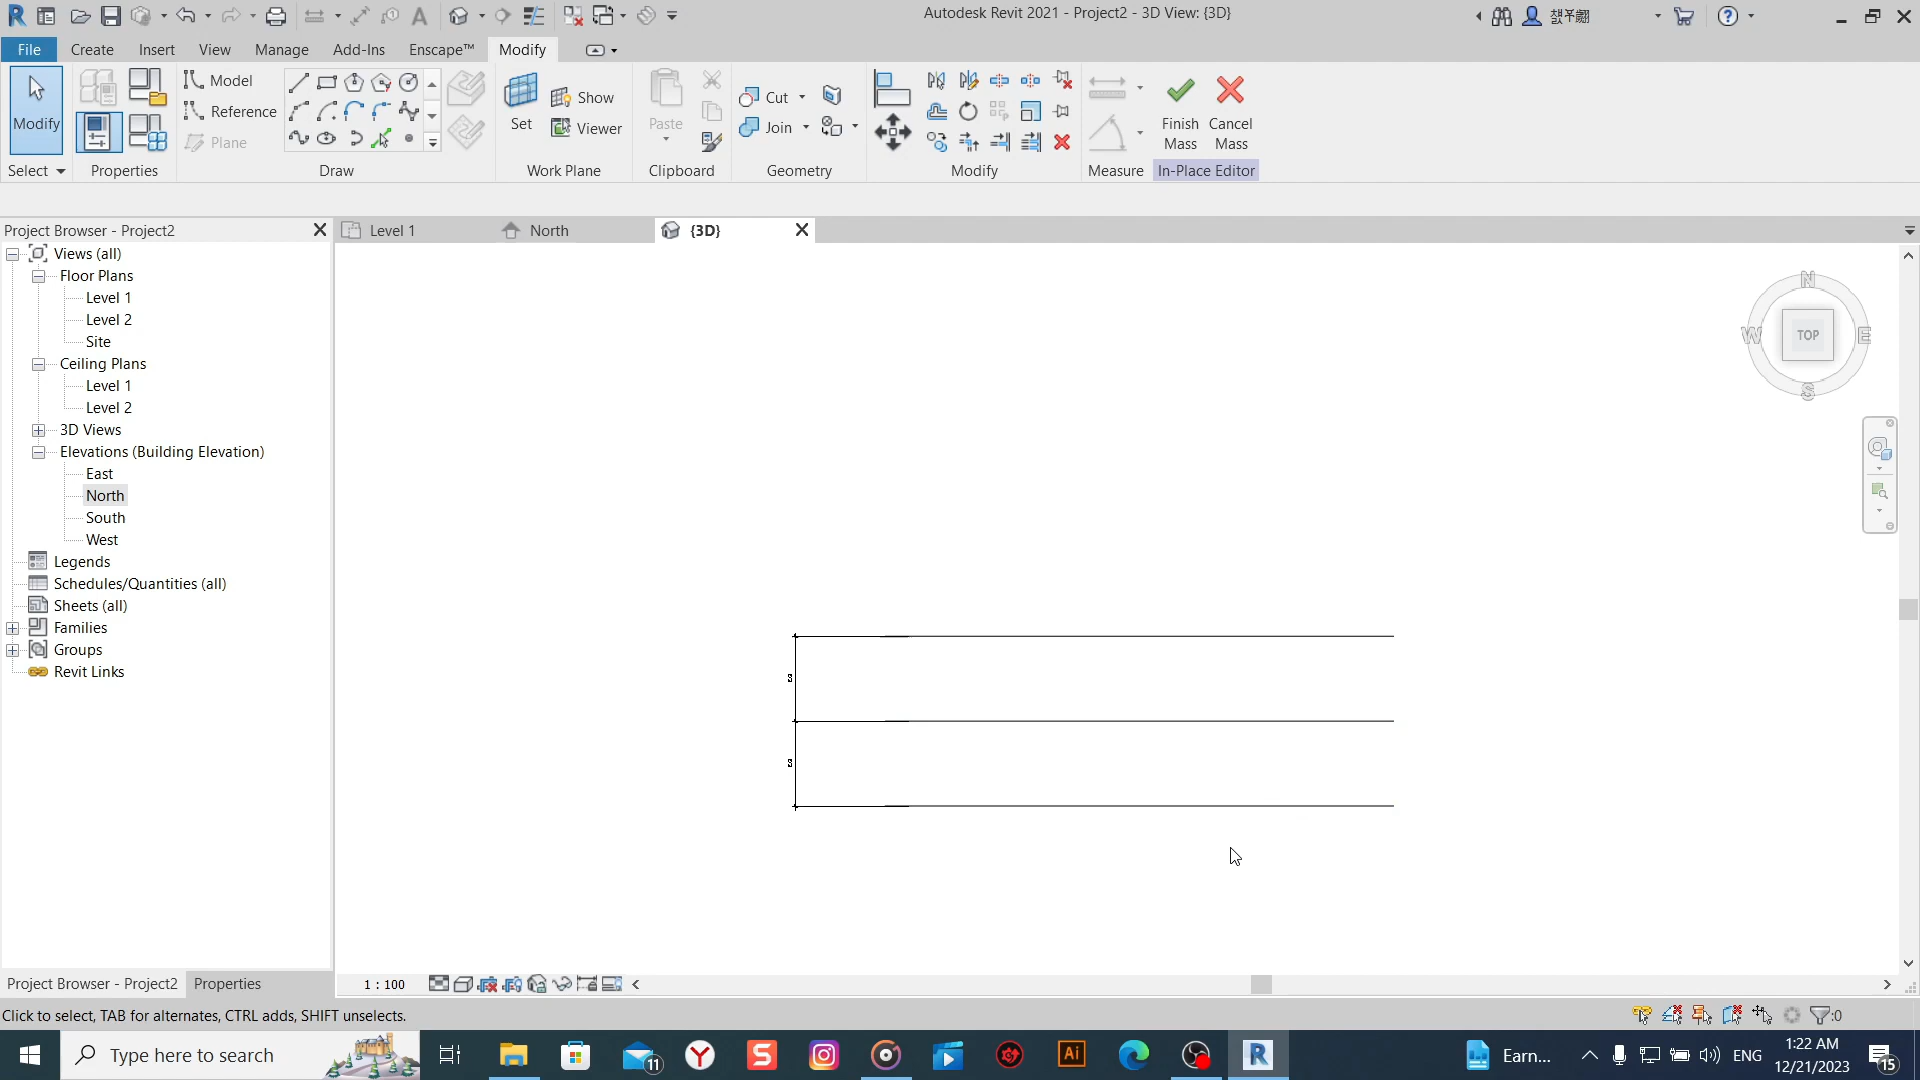 Autodesk Revit 2021 - Project2 - 3D View: {3D}
File Create Insert View Manage Add-Ins Enscape™ Modify
Modify
Select
Properties
Model
Reference
Plane
Draw
Set
Show
Viewer
Work Plane
Paste
Clipboard
Cut
Join
Geometry
Modify
Measure
Finish Mass
Cancel Mass
In-Place Editor
Project Browser - Project2
Level 1
North
{3D}
Views (all)
Floor Plans
Level 1
Level 2
Site
Ceiling Plans
Level 1
Level 2
3D Views
Elevations (Building Elevation)
East
North
South
West
Legends
Schedules/Quantities (all)
Sheets (all)
Families
Groups
Revit Links
N
W
TOP
E
S
3
3
Project Browser - Project2
Properties
1 : 100
Click to select, TAB for alternates, CTRL adds, SHIFT unselects.
:0
Type here to search
11
Ai
Earn...
ENG
1:22 AM
12/21/2023
15